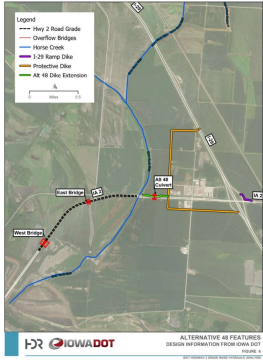 Legend
Hwy 2 Road Grade
Overflow Bridges
Horse Creek
I-29 Ramp Dike
Protective Dike
Alt 48 Dike Extension
0
0.5
Miles
I-29
Alt 48
Culvert
I-29
IA 2
East Bridge
IA 2
West Bridge
HDR
IOWADOT
ALTERNATIVE 48 FEATURES
DESIGN INFORMATION FROM IOWA DOT
FIGURE 6